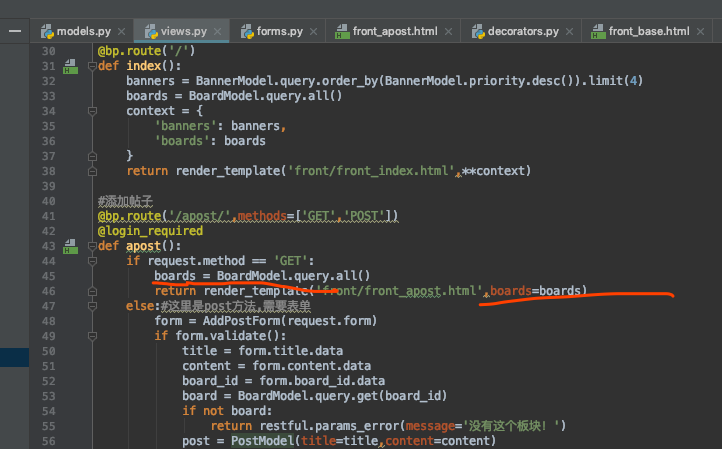 models.py × views.py × forms.py × front_apost.html × decorators.py × front_base.html ×
30 @bp.route('/')
31 def index():
32 banners = BannerModel.query.order_by(BannerModel.priority.desc()).limit(4)
33 boards = BoardModel.query.all()
34 context = {
35 'banners': banners,
36 'boards': boards
37 }
38 return render_template('front/front_index.html',**context)
39
40 #添加帖子
41 @bp.route('/apost/',methods=['GET','POST'])
42 @login_required
43 def apost():
44 if request.method == 'GET':
45 boards = BoardModel.query.all()
46 return render_template('front/front_apost.html',boards=boards)
47 else:#这里是post方法,需要表单
48 form = AddPostForm(request.form)
49 if form.validate():
50 title = form.title.data
51 content = form.content.data
52 board_id = form.board_id.data
53 board = BoardModel.query.get(board_id)
54 if not board:
55 return restful.params_error(message='没有这个板块！')
56 post = PostModel(title=title,content=content)